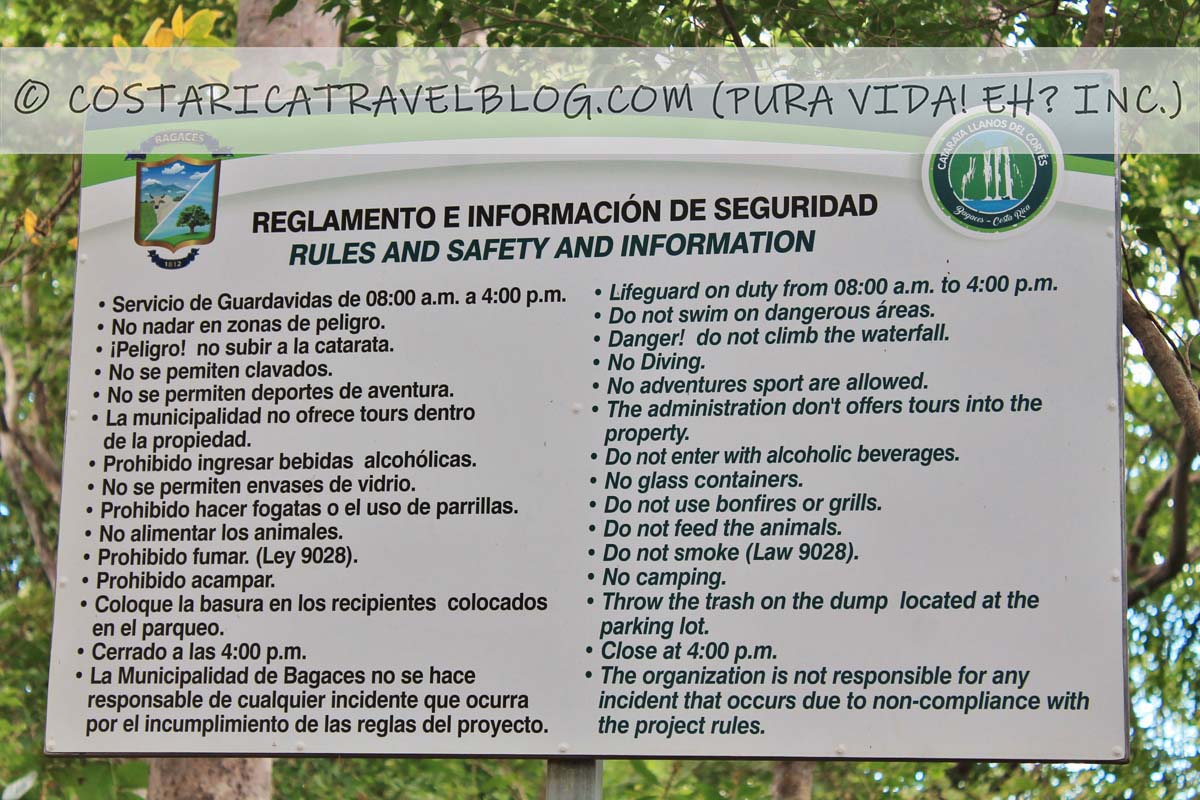 © COSTARICATRAVELBLOG.COM (PURA VIDA! EH? INC.)
BAGACES
1812
CATARATA LLANOS DEL CORTÉS
Bagaces - Costa Rica
REGLAMENTO E INFORMACIÓN DE SEGURIDAD
RULES AND SAFETY AND INFORMATION
• Servicio de Guardavidas de 08:00 a.m. a 4:00 p.m.
• No nadar en zonas de peligro.
• ¡Peligro! no subir a la catarata.
• No se pemiten clavados.
• No se permiten deportes de aventura.
• La municipalidad no ofrece tours dentro
de la propiedad.
• Prohibido ingresar bebidas alcohólicas.
• No se permiten envases de vidrio.
• Prohibido hacer fogatas o el uso de parrillas.
• No alimentar los animales.
• Prohibido fumar. (Ley 9028).
• Prohibido acampar.
• Coloque la basura en los recipientes colocados
en el parqueo.
• Cerrado a las 4:00 p.m.
• La Municipalidad de Bagaces no se hace
responsable de cualquier incidente que ocurra
por el incumplimiento de las reglas del proyecto.
• Lifeguard on duty from 08:00 a.m. to 4:00 p.m.
• Do not swim on dangerous áreas.
• Danger! do not climb the waterfall.
• No Diving.
• No adventures sport are allowed.
• The administration don't offers tours into the
property.
• Do not enter with alcoholic beverages.
• No glass containers.
• Do not use bonfires or grills.
• Do not feed the animals.
• Do not smoke (Law 9028).
• No camping.
• Throw the trash on the dump located at the
parking lot.
• Close at 4:00 p.m.
• The organization is not responsible for any
incident that occurs due to non-compliance with
the project rules.